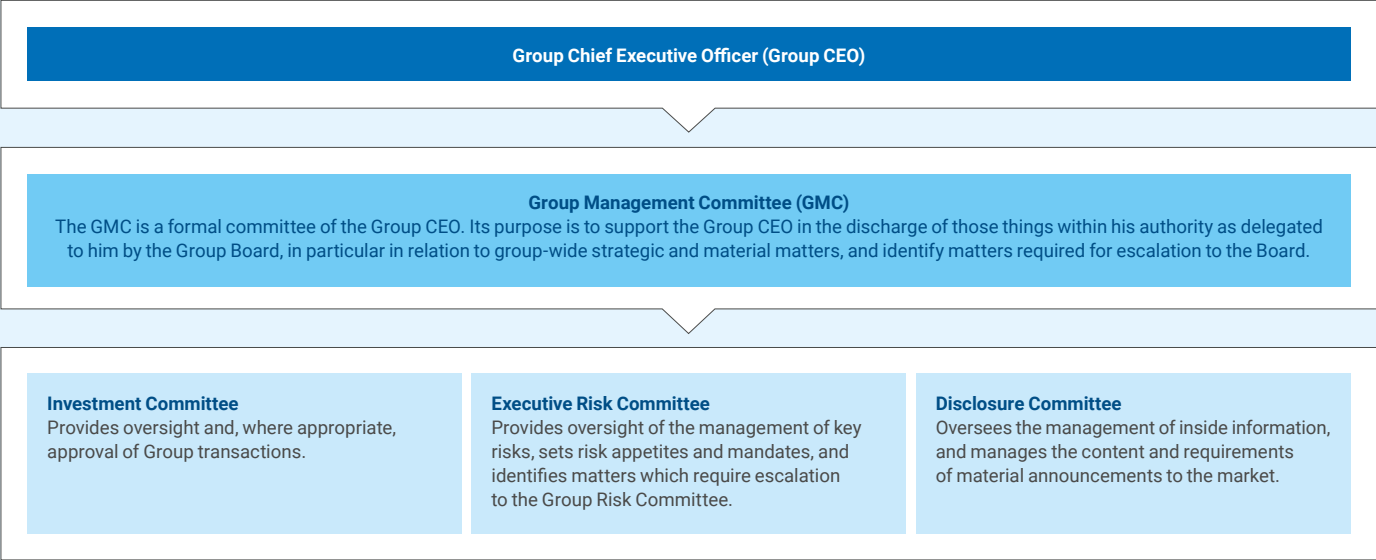 Group Chief Executive Officer (Group CEO)
Group Management Committee (GMC)
The GMC is a formal committee of the Group CEO. Its purpose is to support the Group CEO in the discharge of those things within his authority as delegated
to him by the Group Board, in particular in relation to group-wide strategic and material matters, and identify matters required for escalation to the Board.
Investment Committee
Provides oversight and, where appropriate,
approval of Group transactions.
Executive Risk Committee
Provides oversight of the management of key
risks, sets risk appetites and mandates, and
identifies matters which require escalation
to the Group Risk Committee.
Disclosure Committee
Oversees the management of inside information,
and manages the content and requirements
of material announcements to the market.